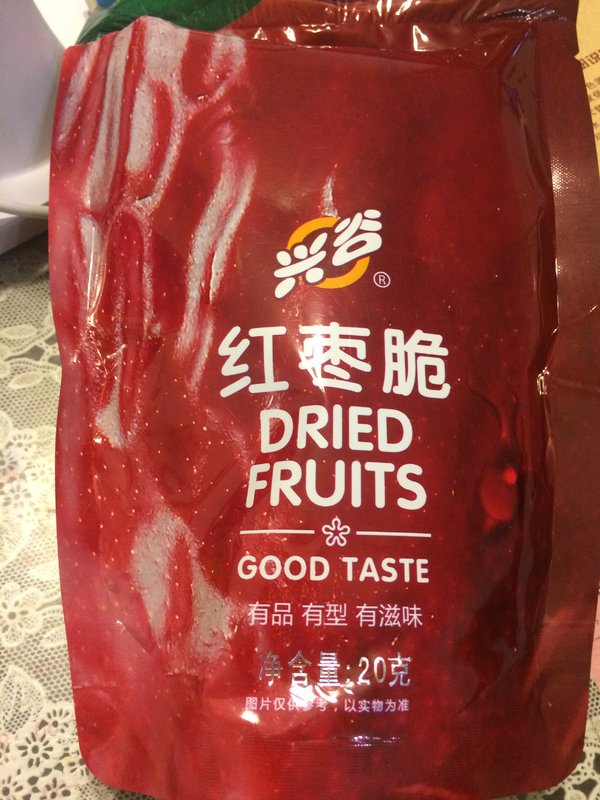 兴谷®
红枣脆
DRIED
FRUITS
GOOD TASTE
有品 有型 有滋味
净含量:20克
图片仅供参考，以实物为准